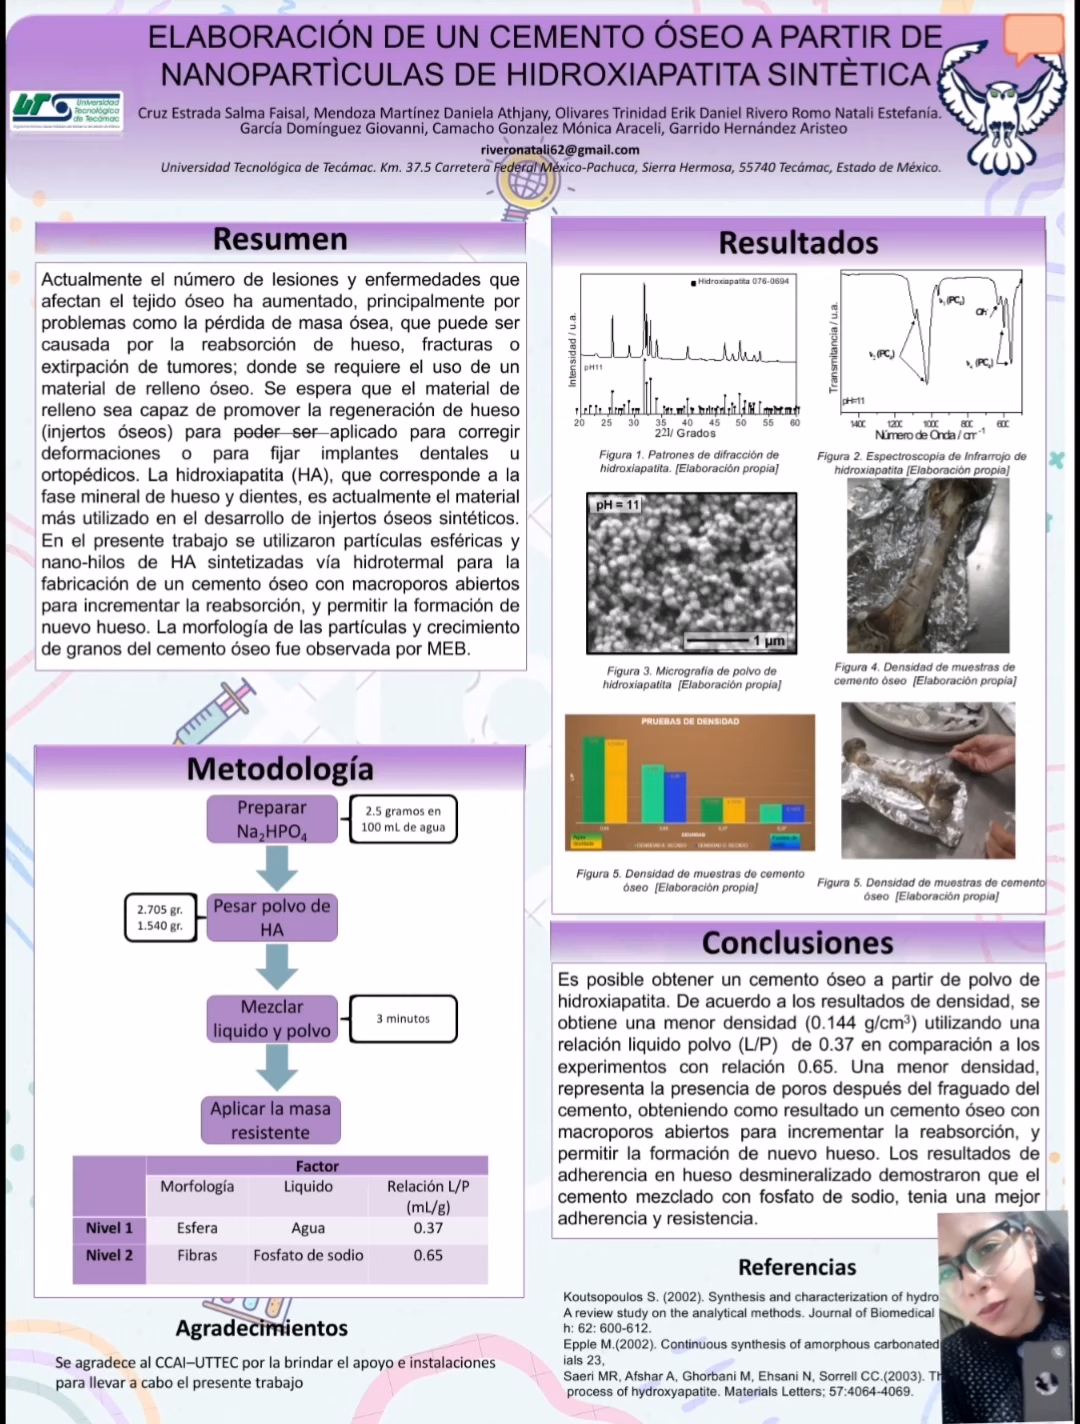 ELABORACIÓN DE UN CEMENTO ÓSEO A PARTIR DE
NANOPARTÌCULAS DE HIDROXIAPATITA SINTÈTICA
UTT
Universidad
Tecnológica
de Tecámac
Cruz Estrada Salma Faisal, Mendoza Martínez Daniela Athjany, Olivares Trinidad Erik Daniel Rivero Romo Natali Estefanía.
García Domínguez Giovanni, Camacho Gonzalez Mónica Araceli, Garrido Hernández Aristeo
riveronatali62@gmail.com
Universidad Tecnológica de Tecámac. Km. 37.5 Carretera Federal México-Pachuca, Sierra Hermosa, 55740 Tecámac, Estado de México.
Resumen
Actualmente el número de lesiones y enfermedades que
afectan el tejido óseo ha aumentado, principalmente por
problemas como la pérdida de masa ósea, que puede ser
causada por la reabsorción de hueso, fracturas o
extirpación de tumores; donde se requiere el uso de un
material de relleno óseo. Se espera que el material de
relleno sea capaz de promover la regeneración de hueso
(injertos óseos) para poder ser aplicado para corregir
deformaciones o para fijar implantes dentales u
ortopédicos. La hidroxiapatita (HA), que corresponde a la
fase mineral de hueso y dientes, es actualmente el material
más utilizado en el desarrollo de injertos óseos sintéticos.
En el presente trabajo se utilizaron partículas esféricas y
nano-hilos de HA sintetizadas vía hidrotermal para la
fabricación de un cemento óseo con macroporos abiertos
para incrementar la reabsorción, y permitir la formación de
nuevo hueso. La morfología de las partículas y crecimiento
de granos del cemento óseo fue observada por MEB.
Metodología
Preparar
Na₂HPO₄
2.5 gramos en
100 mL de agua
2.705 gr.
1.540 gr.
Pesar polvo de
HA
Mezclar
liquido y polvo
3 minutos
Aplicar la masa
resistente
Factor
Morfología Liquido Relación L/P
(mL/g)
Nivel 1 Esfera Agua 0.37
Nivel 2 Fibras Fosfato de sodio 0.65
Agradecimientos
Se agradece al CCAI–UTTEC por la brindar el apoyo e instalaciones
para llevar a cabo el presente trabajo
Resultados
Hidroxiapatita 076-0694
Intensidad / u.a.
pH11
20 25 30 35 40 45 50 55 60
/ Grados
Figura 1. Patrones de difracción de
hidroxiapatita. [Elaboración propia]
Transmitancia / u.a.
pH=11
Número de Onda / cm⁻¹
Figura 2. Espectroscopia de Infrarrojo de
hidroxiapatita [Elaboración propia]
pH = 11
1 µm
Figura 3. Micrografía de polvo de
hidroxiapatita [Elaboración propia]
Figura 4. Densidad de muestras de
cemento òseo [Elaboración propia]
PRUEBAS DE DENSIDAD
DENSIDAD
Figura 5. Densidad de muestras de cemento
òseo [Elaboración propia]
Figura 5. Densidad de muestras de cemento
óseo [Elaboración propia]
Conclusiones
Es posible obtener un cemento óseo a partir de polvo de
hidroxiapatita. De acuerdo a los resultados de densidad, se
obtiene una menor densidad (0.144 g/cm³) utilizando una
relación liquido polvo (L/P) de 0.37 en comparación a los
experimentos con relación 0.65. Una menor densidad,
representa la presencia de poros después del fraguado del
cemento, obteniendo como resultado un cemento óseo con
macroporos abiertos para incrementar la reabsorción, y
permitir la formación de nuevo hueso. Los resultados de
adherencia en hueso desmineralizado demostraron que el
cemento mezclado con fosfato de sodio, tenia una mejor
adherencia y resistencia.
Referencias
Koutsopoulos S. (2002). Synthesis and characterization of hydro
A review study on the analytical methods. Journal of Biomedical
h: 62: 600-612.
Epple M.(2002). Continuous synthesis of amorphous carbonated
ials 23,
Saeri MR, Afshar A, Ghorbani M, Ehsani N, Sorrell CC.(2003). Th
process of hydroxyapatite. Materials Letters; 57:4064-4069.